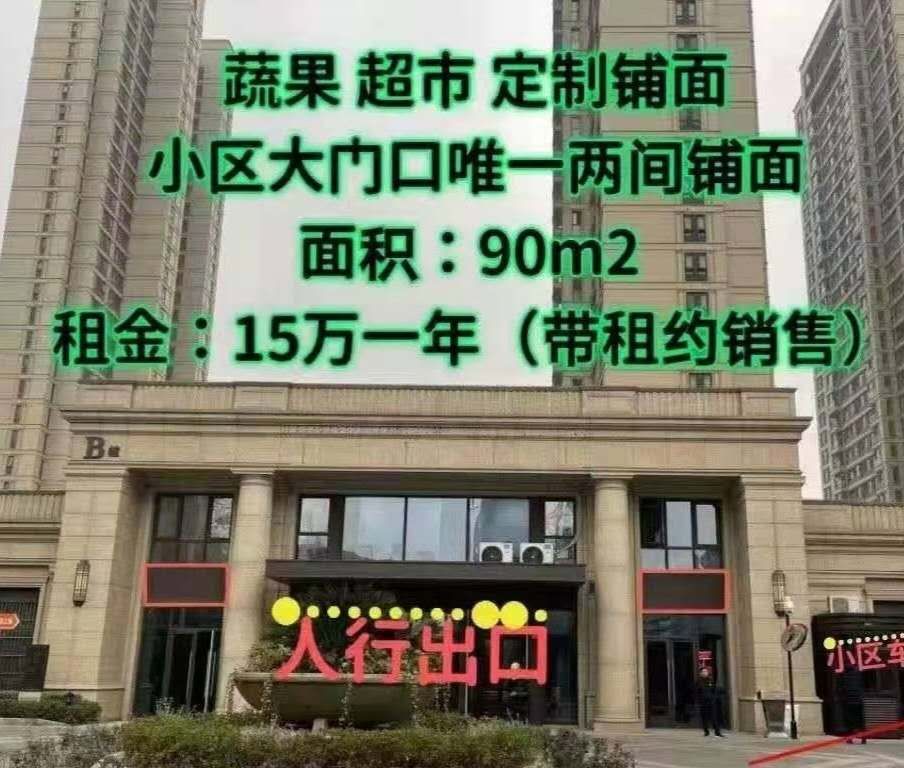 蔬果 超市 定制铺面
小区大门口唯一两间铺面
面积：90m2
租金：15万一年（带租约销售）
B
人行出口
小区车